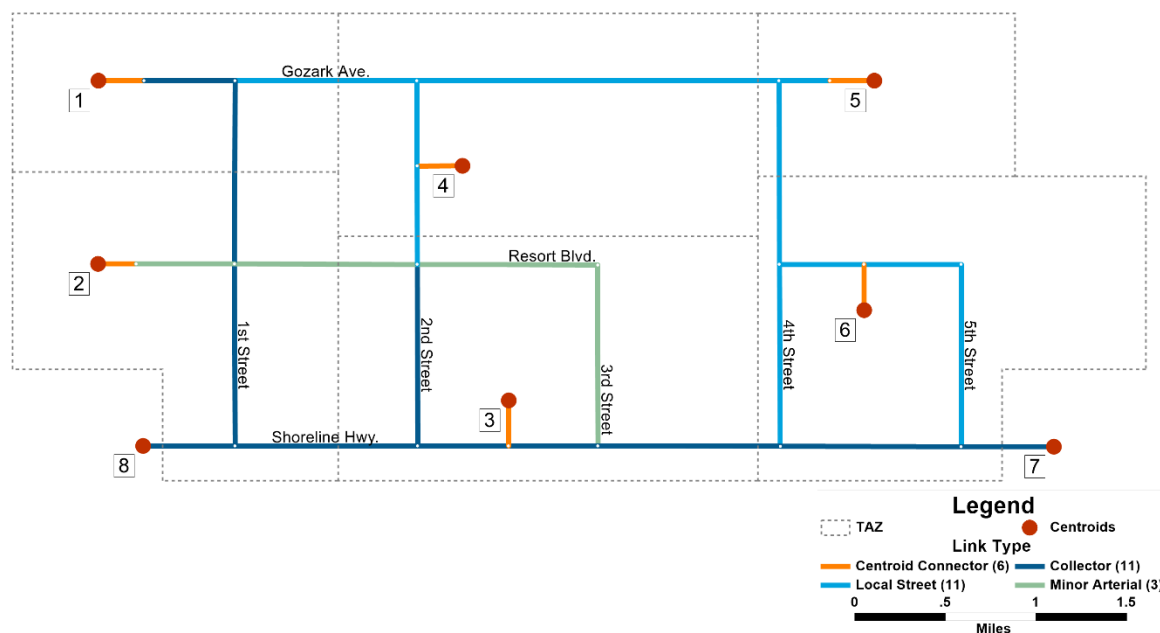 Gozark Ave.
1
5
4
Resort Blvd.
2
1st Street
2nd Street
3rd Street
4th Street
5th Street
6
3
Shoreline Hwy.
8
7
Legend
TAZ
Centroids
Link Type
Centroid Connector (6)
Collector (11)
Local Street (11)
Minor Arterial (3)
0 .5 1 1.5
Miles